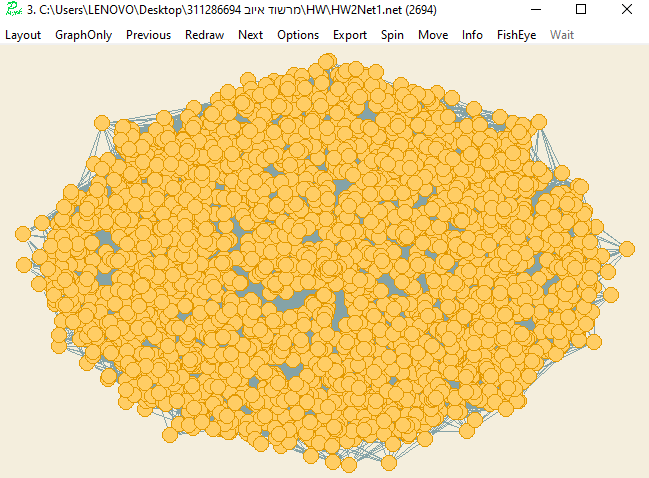 3. C:\Users\LENOVO\Desktop\311286694 מרשוד איוב\HW\HW2Net1.net (2694)
Layout GraphOnly Previous Redraw Next Options Export Spin Move Info FishEye Wait